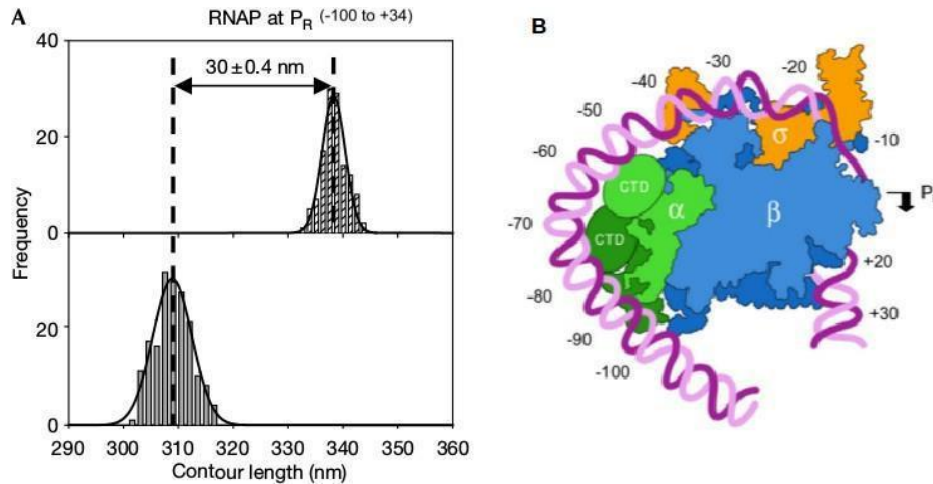 A
RNAP at PR (-100 to +34)
40
30 ± 0.4 nm
20
0
20
0
Frequency
290 300 310 320 330 340 350 360
Contour length (nm)
B
-30
-20
-40
-50
-10
σ
-60
CTD
α
β
P
CTD
-70
+20
-80
+30
-90
-100